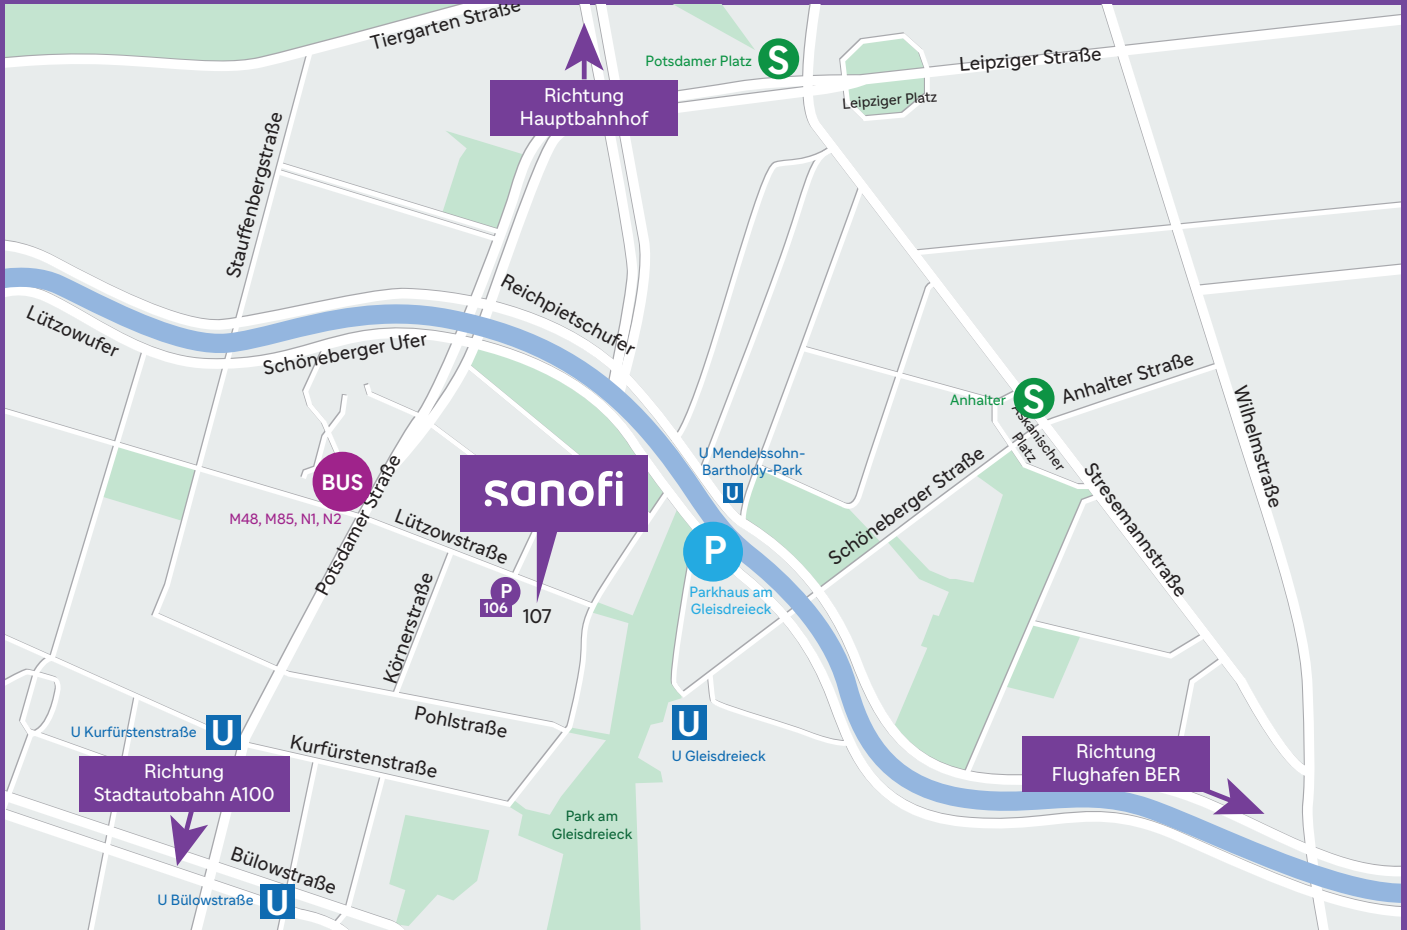 Tiergarten Straße
Richtung
Hauptbahnhof
Potsdamer Platz
S
Leipziger Straße
Leipziger Platz
Stauffenbergstraße
Lützowufer
Schöneberger Ufer
Reichpietschufer
Anhalter
S
Anhalter Straße
Askanischer
Platz
Wilhelmstraße
Stresemannstraße
Schöneberger Straße
U Mendelssohn-
Bartholdy-Park
U
BUS
M48, M85, N1, N2
Potsdamer Straße
sanofi
Lützowstraße
P
106
107
P
Parkhaus am
Gleisdreieck
Körnerstraße
Pohlstraße
Kurfürstenstraße
U Kurfürstenstraße
U
U
U Gleisdreieck
Richtung
Stadtautobahn A100
Richtung
Flughafen BER
Park am
Gleisdreieck
Bülowstraße
U Bülowstraße
U